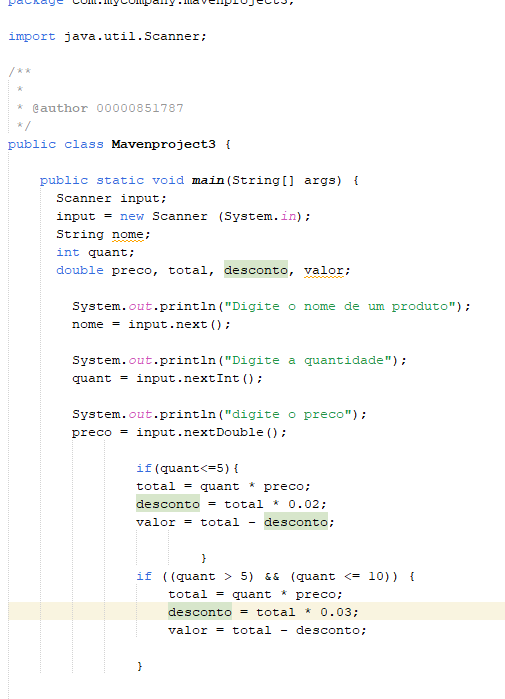 package com.mycompany.mavenproject3;
import java.util.Scanner;
/**
 *
 * @author 00000851787
 */
public class Mavenproject3 {
    public static void main(String[] args) {
      Scanner input;
      input = new Scanner (System.in);
      String nome;
      int quant;
      double preco, total, desconto, valor;
        System.out.println("Digite o nome de um produto");
        nome = input.next();
        System.out.println("Digite a quantidade");
        quant = input.nextInt();
        System.out.println("digite o preco");
        preco = input.nextDouble();
                if(quant<=5){
                total = quant * preco;
                desconto = total * 0.02;
                valor = total - desconto;
                        }
                if ((quant > 5) && (quant <= 10)) {
                    total = quant * preco;
                    desconto = total * 0.03;
                    valor = total - desconto;
                }